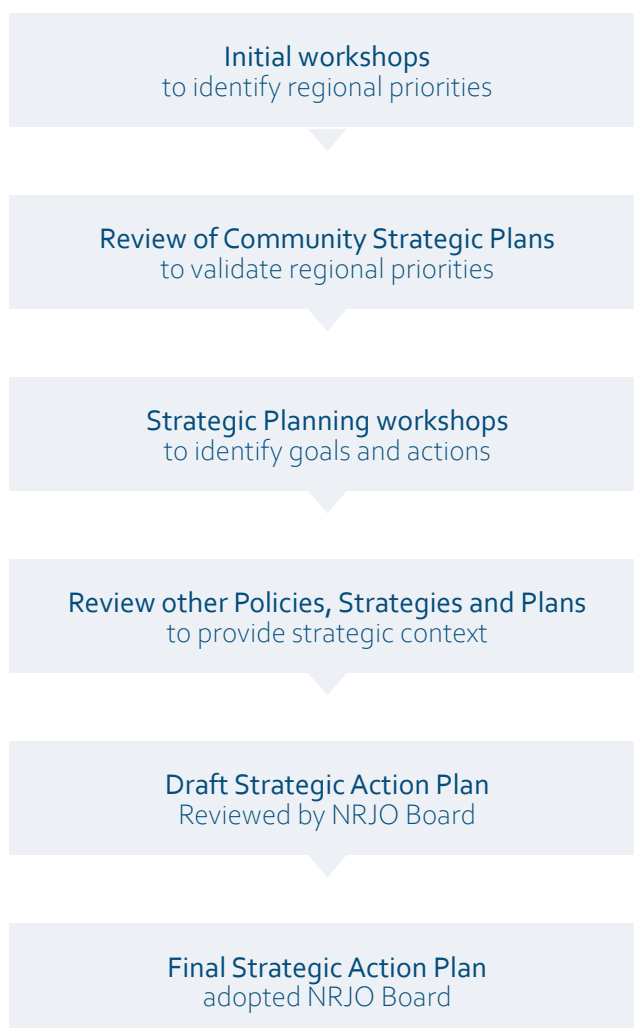 Initial workshops
to identify regional priorities
Review of Community Strategic Plans
to validate regional priorities
Strategic Planning workshops
to identify goals and actions
Review other Policies, Strategies and Plans
to provide strategic context
Draft Strategic Action Plan
Reviewed by NRJO Board
Final Strategic Action Plan
adopted NRJO Board